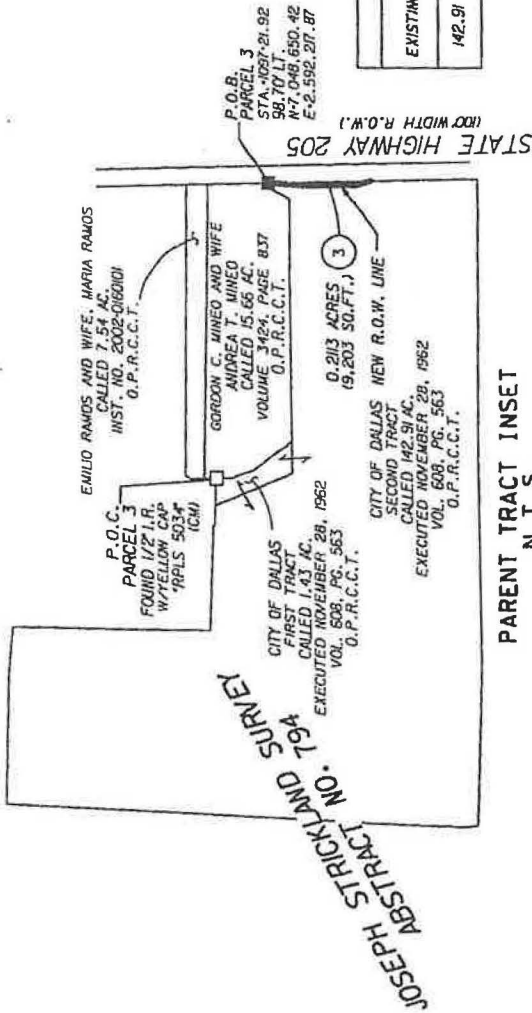 EMILIO RAMOS AND WIFE, MARIA RAMOS
CALLED 7.54 AC.
INST. NO. 2002-0160101
O.P.R.C.C.T.
P.O.C.
PARCEL 3
FOUND 1/2" I.R.
W/YELLOW CAP
"RPLS 5034"
(CM)
GORDON C. MINEO AND WIFE
ANDREA T. MINEO
CALLED 15.66 AC.
VOLUME 3424, PAGE 837
O.P.R.C.C.T.
P.O.B.
PARCEL 3
STA. 1097+21.92
98.70' LT.
N=7,048,650.42
E=2,592,217.87
STATE HIGHWAY 205
(100' WIDTH R.O.W.)
EXISTIN
142.91
CITY OF DALLAS
FIRST TRACT
CALLED 1.43 AC.
EXECUTED NOVEMBER 28, 1962
VOL. 608, PG. 563
O.P.R.C.C.T.
0.2113 ACRES
(9,203 SQ.FT.)
3
NEW R.O.W. LINE
CITY OF DALLAS
SECOND TRACT
CALLED 142.91 AC.
EXECUTED NOVEMBER 28, 1962
VOL. 608, PG. 563
O.P.R.C.C.T.
JOSEPH STRICKLAND SURVEY
ABSTRACT NO. 794
PARENT TRACT INSET
N.T.S.